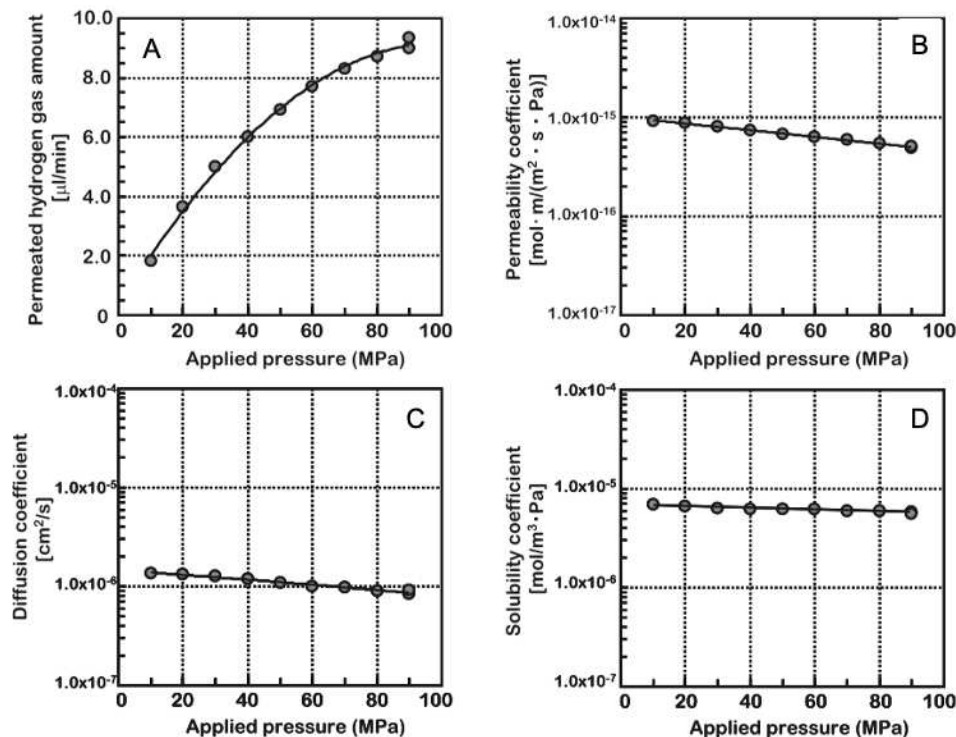 A
Permeated hydrogen gas amount
[μl/min]
10.0
8.0
6.0
4.0
2.0
0
0 20 40 60 80 100
Applied pressure (MPa)
B
Permeability coefficient
[mol· m/(m² · s · Pa)]
1.0x10⁻¹⁴
1.0x10⁻¹⁵
1.0x10⁻¹⁶
1.0x10⁻¹⁷
0 20 40 60 80 100
Applied pressure (MPa)
C
Diffusion coefficient
[cm²/s]
1.0x10⁻⁴
1.0x10⁻⁵
1.0x10⁻⁶
1.0x10⁻⁷
0 20 40 60 80 100
Applied pressure (MPa)
D
Solubility coefficient
[mol/m³·Pa]
1.0x10⁻⁴
1.0x10⁻⁵
1.0x10⁻⁶
1.0x10⁻⁷
0 20 40 60 80 100
Applied pressure (MPa)